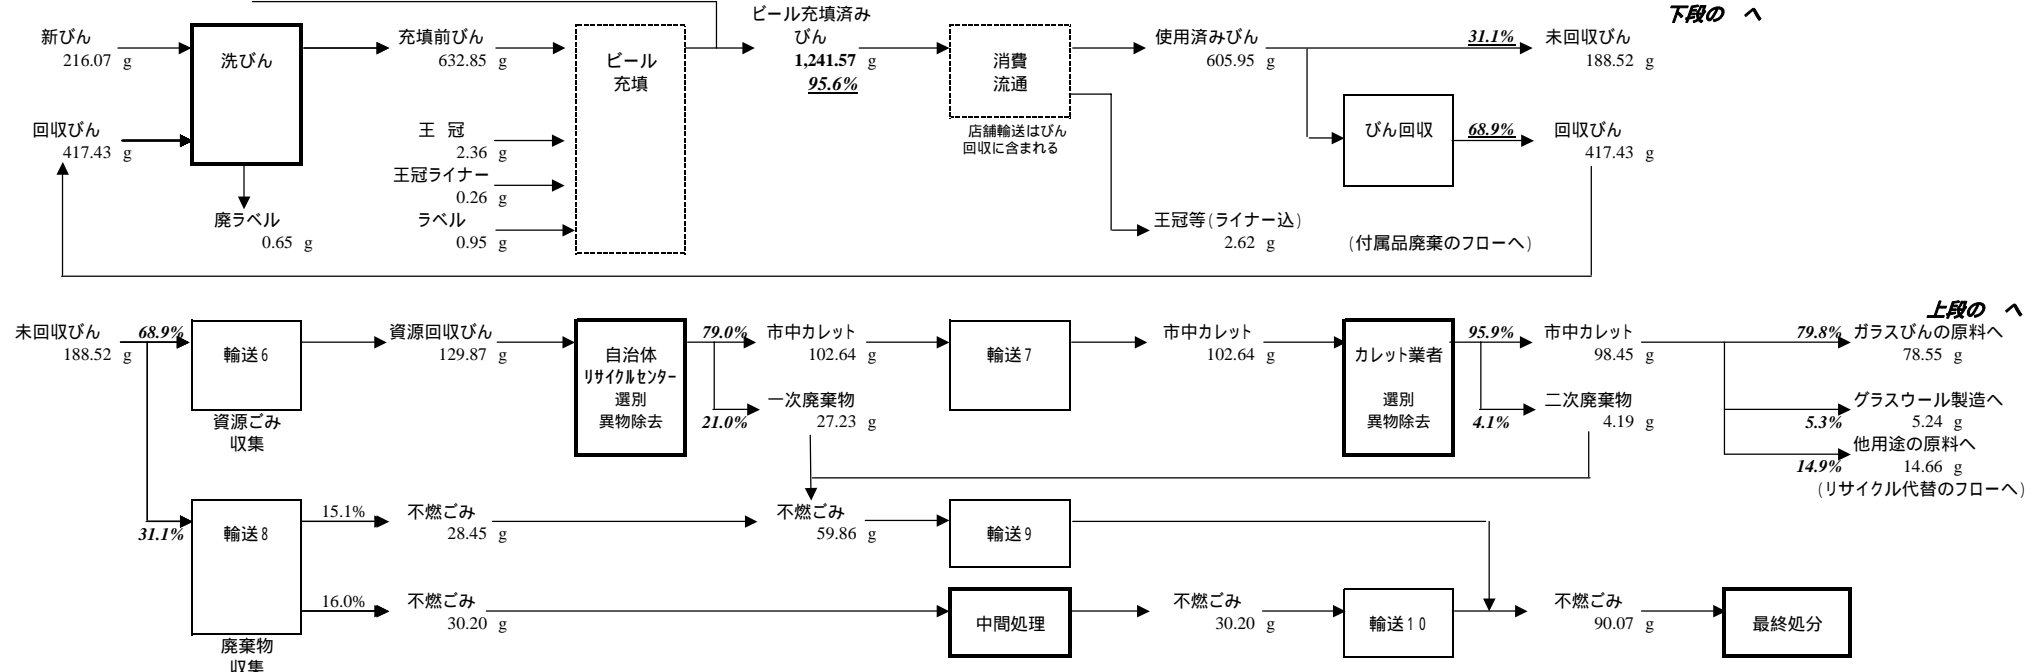 下段の へ
新びん
216.07 g
洗びん
充填前びん
632.85 g
ビール
充填
ビール充填済み
びん
1,241.57 g
95.6%
消費
流通
使用済みびん
605.95 g
31.1%
未回収びん
188.52 g
回収びん
417.43 g
王 冠
2.36 g
店舗輸送はびん
回収に含まれる
びん回収
68.9%
回収びん
417.43 g
王冠ライナー
0.26 g
廃ラベル
0.65 g
ラベル
0.95 g
王冠等(ライナー込)
2.62 g
(付属品廃棄のフローへ)
上段の へ
未回収びん
188.52 g
68.9%
輸送6
資源ごみ
収集
資源回収びん
129.87 g
自治体
リサイクルセンター
選別
異物除去
79.0%
市中カレット
102.64 g
輸送7
市中カレット
102.64 g
カレット業者
選別
異物除去
95.9%
市中カレット
98.45 g
79.8%
ガラスびんの原料へ
78.55 g
21.0%
一次廃棄物
27.23 g
4.1%
二次廃棄物
4.19 g
5.3%
グラスウール製造へ
5.24 g
14.9%
他用途の原料へ
14.66 g
(リサイクル代替のフローへ)
31.1%
輸送8
廃棄物
収集
15.1%
不燃ごみ
28.45 g
不燃ごみ
59.86 g
輸送9
16.0%
不燃ごみ
30.20 g
中間処理
不燃ごみ
30.20 g
輸送10
不燃ごみ
90.07 g
最終処分